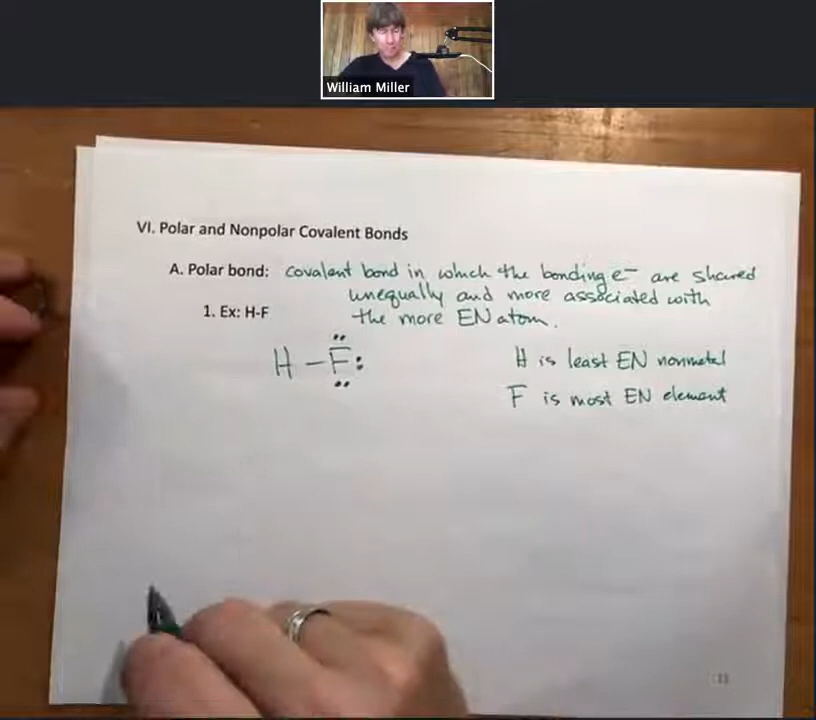 William Miller
VI. Polar and Nonpolar Covalent Bonds
A. Polar bond: covalent bond in which the bonding e⁻ are shared
unequally and more associated with
1. Ex: H-F the more EN atom.
H–F: H is least EN nonmetal
F is most EN element
11